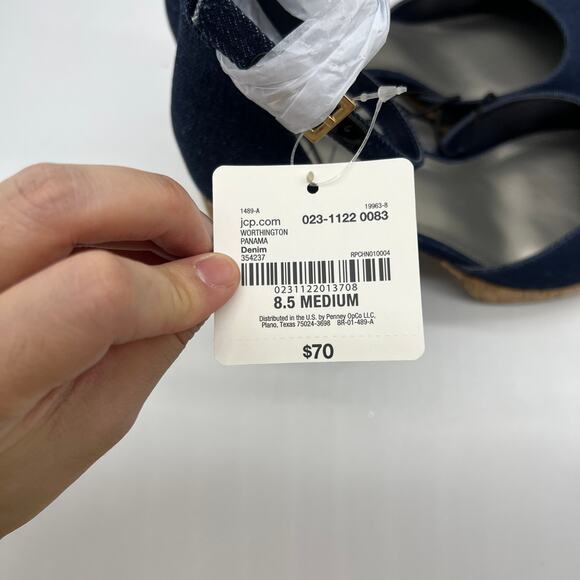 1489-A 19963-8
jcp.com 023-1122 0083
WORTHINGTON
PANAMA
Denim
354237 RPCHN010004
0231122013708
8.5 MEDIUM
Distributed in the U.S. by Penney OpCo LLC,
Plano, Texas 75024-3698 BR-01-489-A
$70